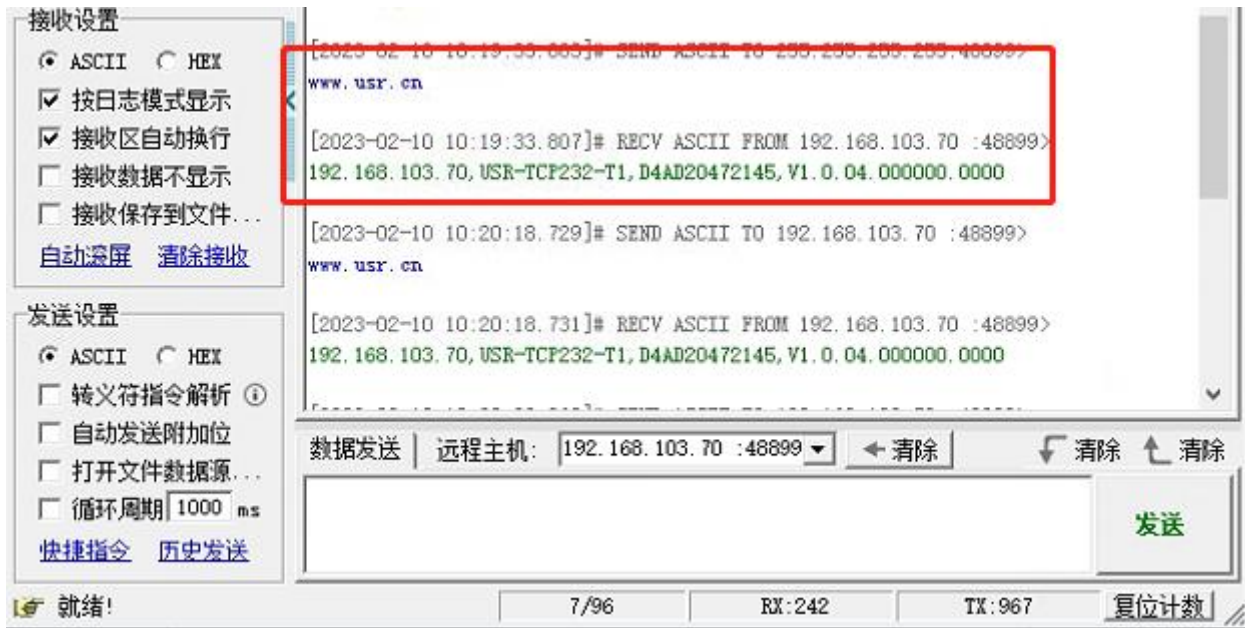 接收设置
ASCII HEX
按日志模式显示
接收区自动换行
接收数据不显示
接收保存到文件...
自动滚屏 清除接收
发送设置
ASCII HEX
转义符指令解析
自动发送附加位
打开文件数据源...
循环周期 1000 ms
快捷指令 历史发送
SEND ASCII TO 255.255.255.255:48899>
www.usr.cn
[2023-02-10 10:19:33.807]# RECV ASCII FROM 192.168.103.70 :48899>
192.168.103.70,USR-TCP232-T1,D4AD20472145,V1.0.04.000000.0000
[2023-02-10 10:20:18.729]# SEND ASCII TO 192.168.103.70 :48899>
www.usr.cn
[2023-02-10 10:20:18.731]# RECV ASCII FROM 192.168.103.70 :48899>
192.168.103.70,USR-TCP232-T1,D4AD20472145,V1.0.04.000000.0000
数据发送 远程主机: 192.168.103.70 :48899 清除 清除 清除
发送
就绪! 7/96 RX:242 TX:967 复位计数